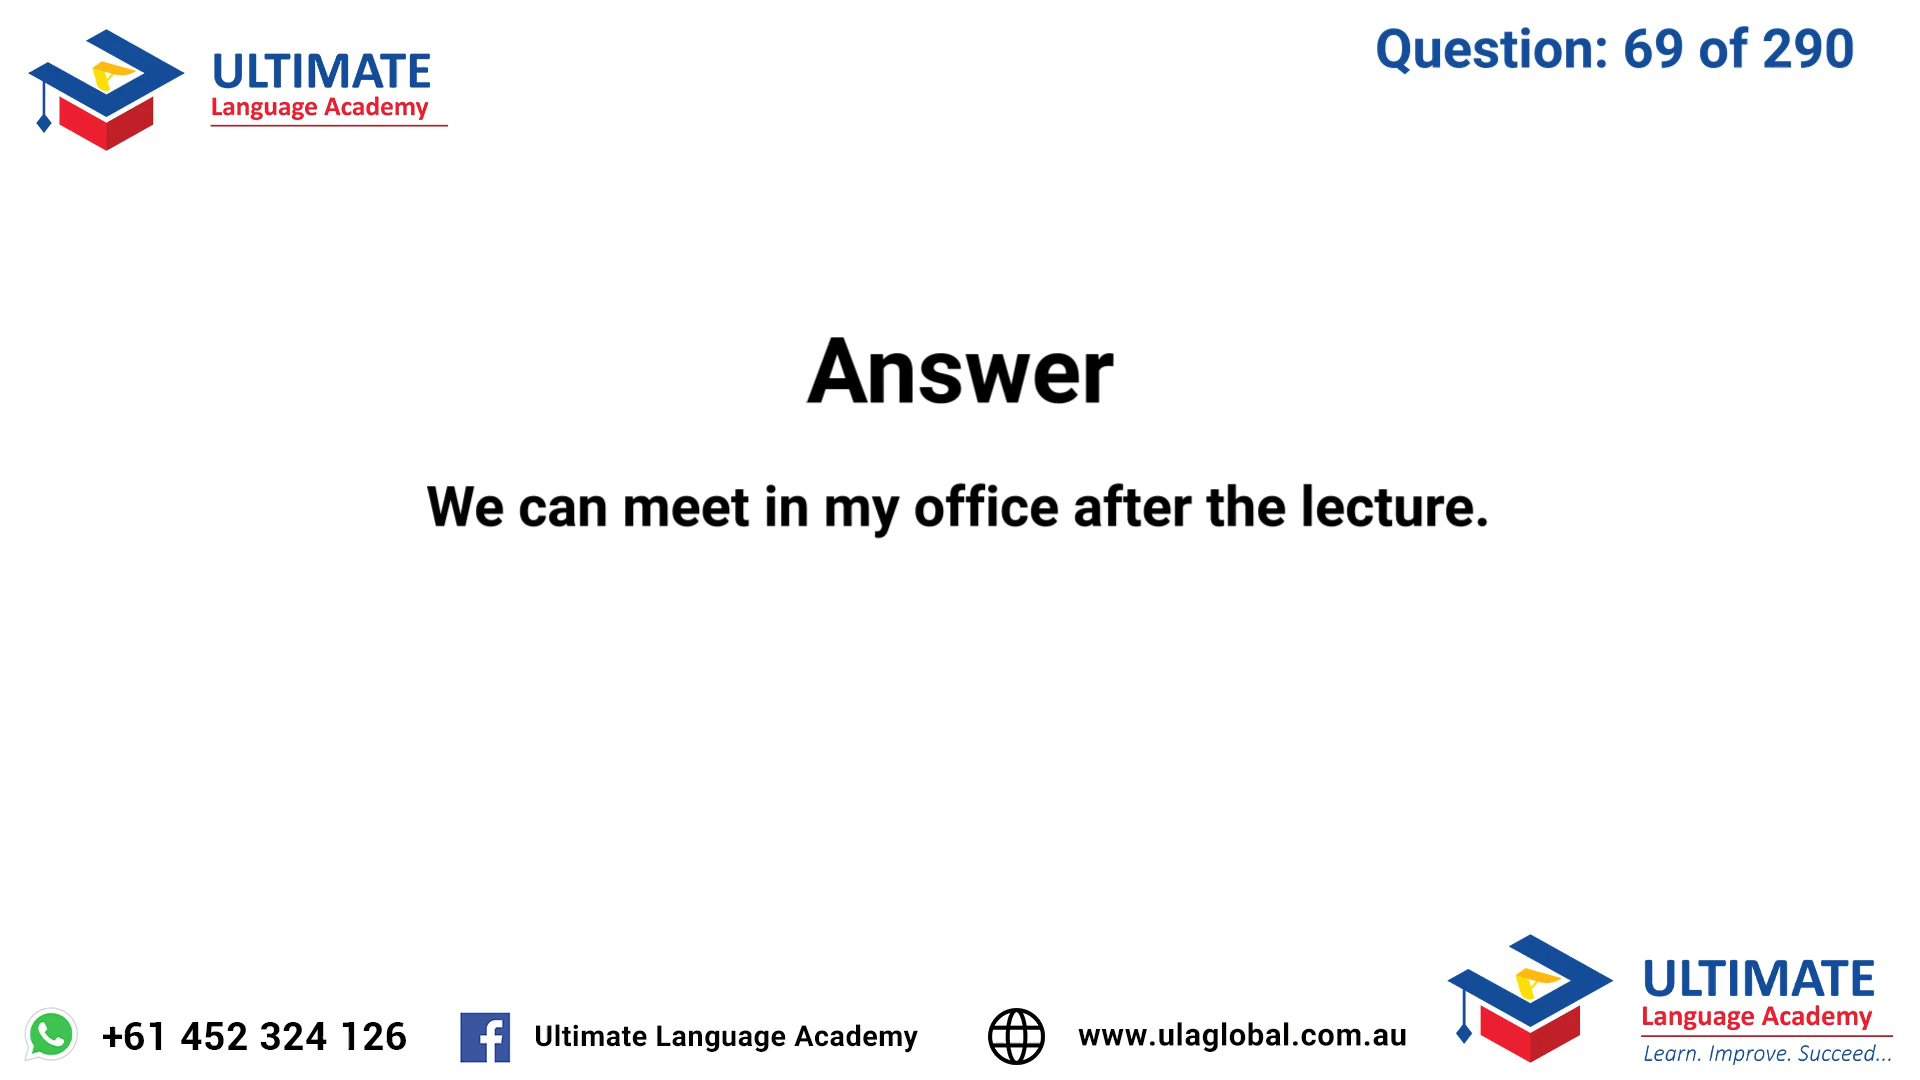 ULTIMATE
Language Academy
Question: 69 of 290
Answer
We can meet in my office after the lecture.
+61 452 324 126
Ultimate Language Academy
www.ulaglobal.com.au
ULTIMATE
Language Academy
Learn. Improve. Succeed...